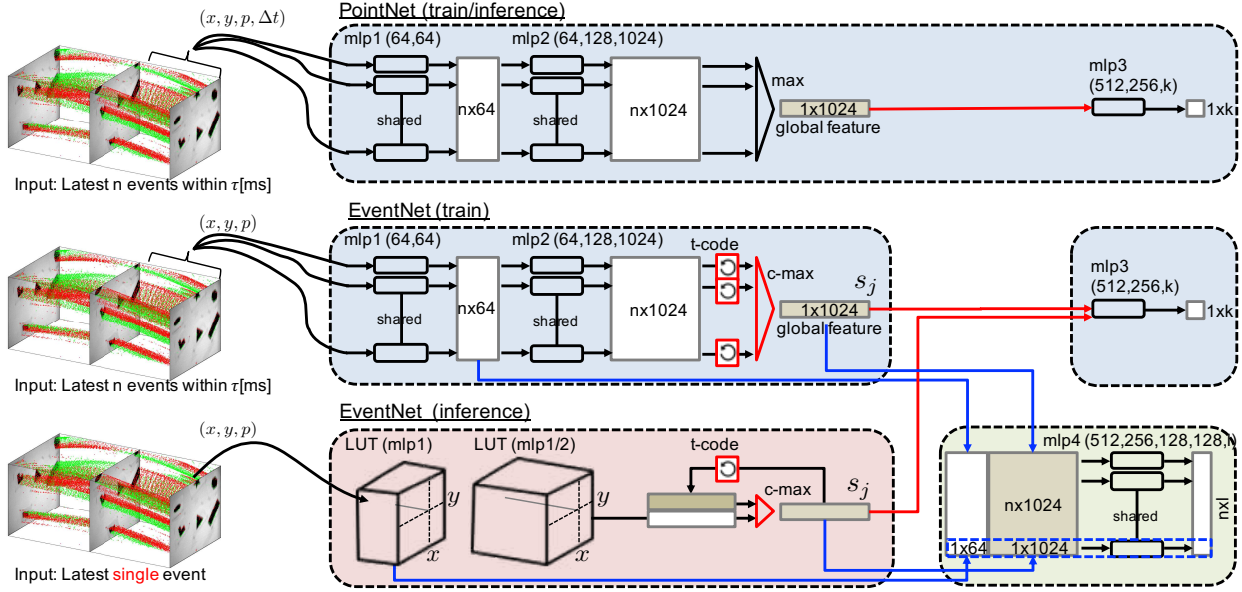 PointNet (train/inference)
(x, y, p, Δt)
mlp1 (64,64)
mlp2 (64,128,1024)
shared
nx64
shared
nx1024
max
1x1024
global feature
mlp3
(512,256,k)
1xk
Input: Latest n events within τ[ms]
EventNet (train)
(x, y, p)
mlp1 (64,64)
mlp2 (64,128,1024)
t-code
shared
nx64
shared
nx1024
c-max
s_j
1x1024
global feature
mlp3
(512,256,k)
1xk
Input: Latest n events within τ[ms]
EventNet (inference)
(x, y, p)
LUT (mlp1)
LUT (mlp1/2)
y
x
y
x
t-code
c-max
s_j
mlp4 (512,256,128,128,l)
nx1024
shared
nxl
1x64
1x1024
Input: Latest single event